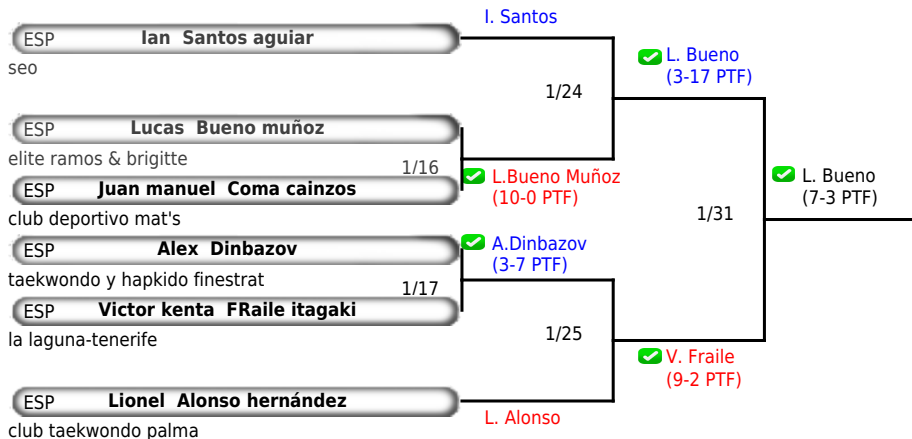 I. Santos
ESP Ian Santos aguiar
seo
L. Bueno
(3-17 PTF)
1/24
ESP Lucas Bueno muñoz
elite ramos & brigitte
1/16
L.Bueno Muñoz
(10-0 PTF)
ESP Juan manuel Coma cainzos
club deportivo mat's
L. Bueno
(7-3 PTF)
1/31
ESP Alex Dinbazov
taekwondo y hapkido finestrat
A.Dinbazov
(3-7 PTF)
1/17
ESP Victor kenta FRaile itagaki
la laguna-tenerife
1/25
V. Fraile
(9-2 PTF)
ESP Lionel Alonso hernández
club taekwondo palma
L. Alonso